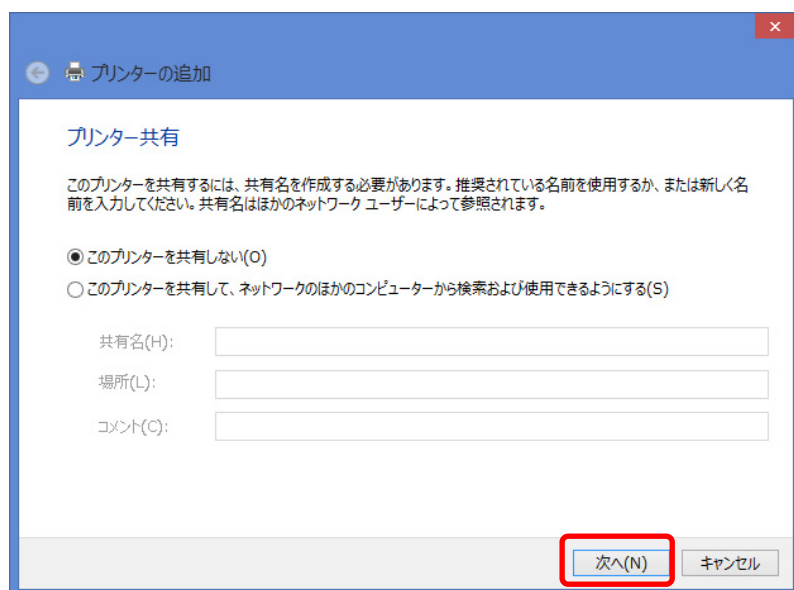 プリンターの追加
プリンター共有
このプリンターを共有するには、共有名を作成する必要があります。推奨されている名前を使用するか、または新しく名
前を入力してください。共有名はほかのネットワーク ユーザーによって参照されます。
このプリンターを共有しない(O)
このプリンターを共有して、ネットワークのほかのコンピューターから検索および使用できるようにする(S)
共有名(H):
場所(L):
コメント(C):
次へ(N) キャンセル